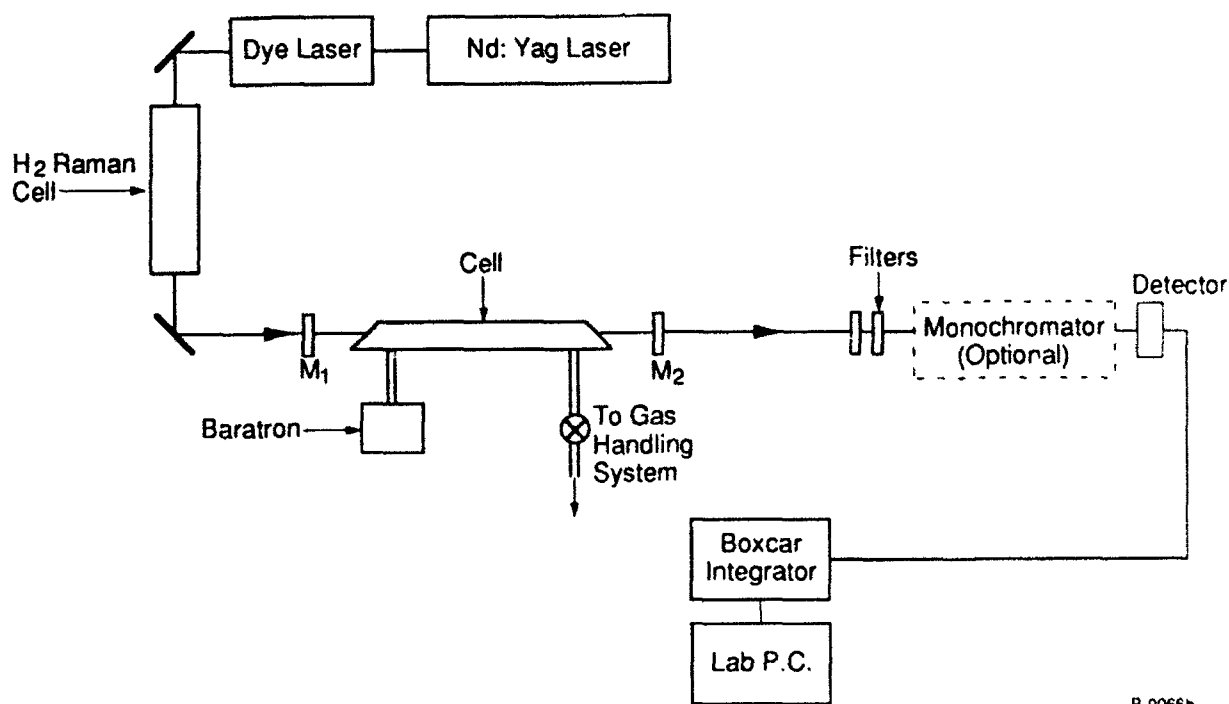 Dye Laser
Nd: Yag Laser
H2 Raman
Cell
Cell
Filters
Detector
M1
M2
Monochromator
(Optional)
Baratron
To Gas
Handling
System
Boxcar
Integrator
Lab P.C.